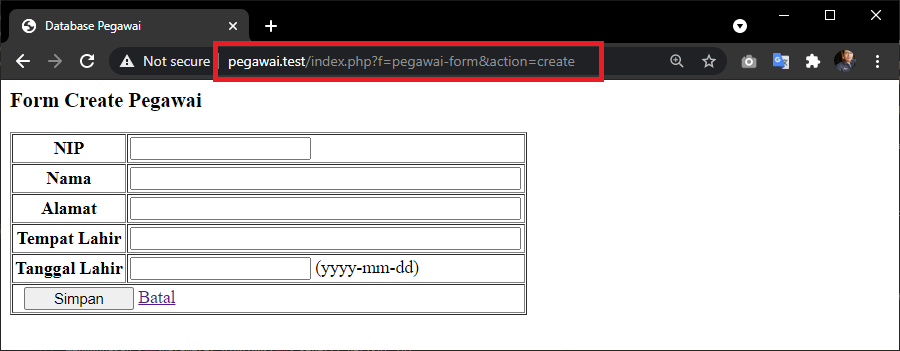 Database Pegawai
Not secure pegawai.test/index.php?f=pegawai-form&action=create
Form Create Pegawai
NIP
Nama
Alamat
Tempat Lahir
Tanggal Lahir (yyyy-mm-dd)
Simpan Batal